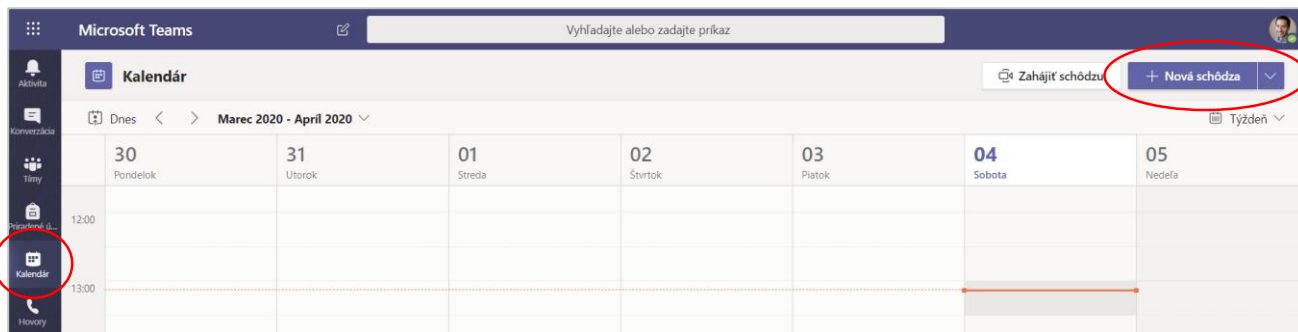 Microsoft Teams
Vyhľadajte alebo zadajte príkaz
Aktivita
Konverzácia
Tímy
Priradené ú...
Kalendár
Hovory
Kalendár
Zahájiť schôdzu
+ Nová schôdza
Dnes
Marec 2020 - Apríl 2020
Týždeň
30 31 01 02 03 04 05
Pondelok Utorok Streda Štvrtok Piatok Sobota Nedeľa
12:00
13:00